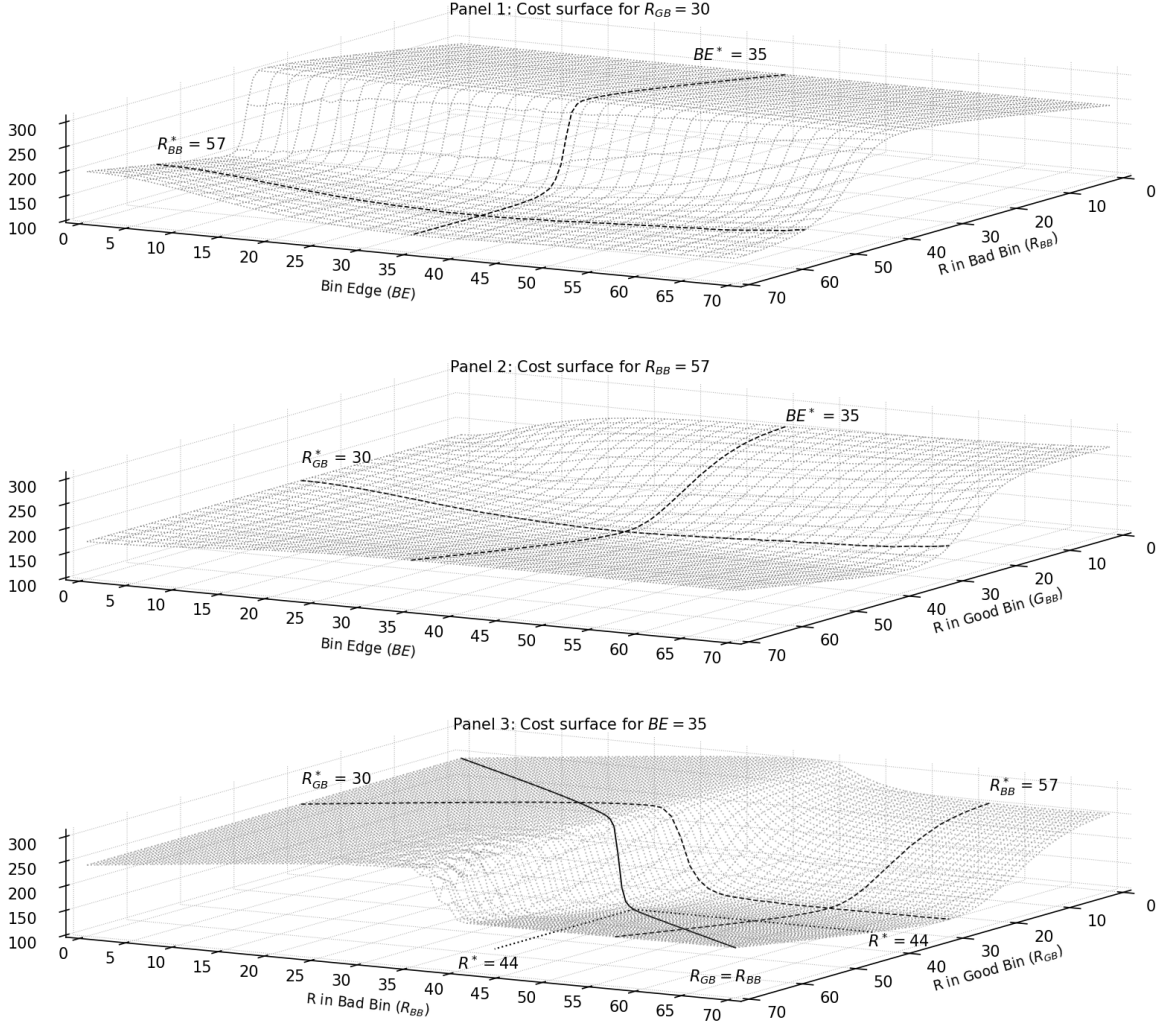 Panel 1: Cost surface for R_GB = 30
BE* = 35
R*_BB = 57
300
250
200
150
100
0 5 10 15 20 25 30 35 40 45 50 55 60 65 70
Bin Edge (BE)
70 60 50 40 30 20 10 0
R in Bad Bin (R_BB)
Panel 2: Cost surface for R_BB = 57
BE* = 35
R*_GB = 30
300
250
200
150
100
0 5 10 15 20 25 30 35 40 45 50 55 60 65 70
Bin Edge (BE)
70 60 50 40 30 20 10 0
R in Good Bin (G_BB)
Panel 3: Cost surface for BE = 35
R*_GB = 30
R*_BB = 57
300
250
200
150
100
R* = 44
R* = 44
R_GB = R_BB
0 5 10 15 20 25 30 35 40 45 50 55 60 65 70
R in Bad Bin (R_BB)
70 60 50 40 30 20 10 0
R in Good Bin (R_GB)